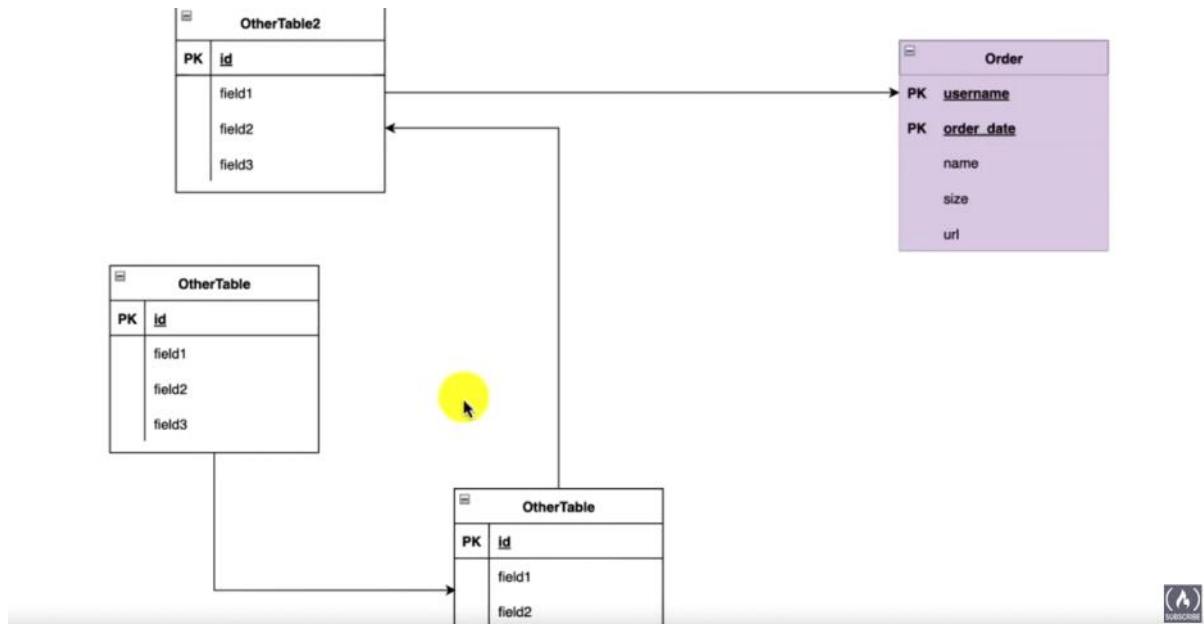 OtherTable2
PK id
field1
field2
field3
Order
PK username
PK order_date
name
size
url
OtherTable
PK id
field1
field2
field3
OtherTable
PK id
field1
field2
SUBSCRIBE